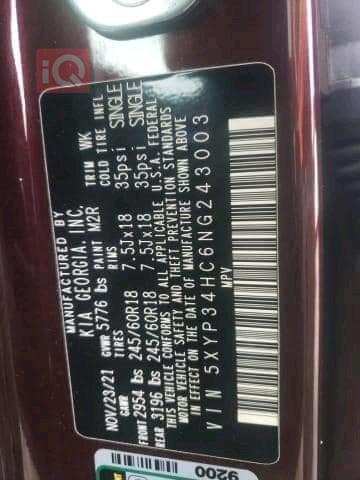 iQ
MANUFACTURED BY
KIA GEORGIA, INC.
NOV/23/21 GVWR 5776 lbs PAINT M2R TRIM WK
GAWR TIRES RIMS COLD TIRE INFL
FRONT 2954 lbs 245/60R18 7.5Jx18 35psi SINGLE
REAR 3196 lbs 245/60R18 7.5Jx18 35psi SINGLE
THIS VEHICLE CONFORMS TO ALL APPLICABLE U.S.A. FEDERAL
MOTOR VEHICLE SAFETY AND THEFT PREVENTION STANDARDS
IN EFFECT ON THE DATE OF MANUFACTURE SHOWN ABOVE
VIN 5XYP34HC6NG243003
MPV
9200